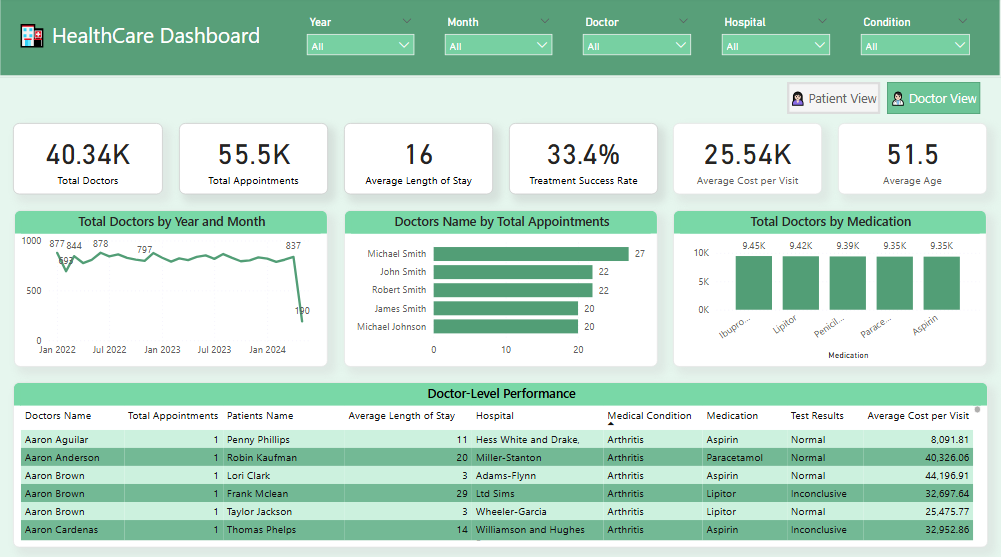 HealthCare Dashboard
Year Month Doctor Hospital Condition
All All All All All
Patient View Doctor View
40.34K 55.5K 16 33.4% 25.54K 51.5
Total Doctors Total Appointments Average Length of Stay Treatment Success Rate Average Cost per Visit Average Age
Total Doctors by Year and Month
1000
877 844 878 797 837
693
500
190
0
Jan 2022 Jul 2022 Jan 2023 Jul 2023 Jan 2024
Doctors Name by Total Appointments
Michael Smith 27
John Smith 22
Robert Smith 22
James Smith 20
Michael Johnson 20
0 10 20
Total Doctors by Medication
9.45K 9.42K 9.39K 9.35K 9.35K
10K
5K
0K
Ibupro... Lipitor Penicil... Parace... Aspirin
Medication
Doctor-Level Performance
Doctors Name Total Appointments Patients Name Average Length of Stay Hospital Medical Condition Medication Test Results Average Cost per Visit
Aaron Aguilar 1 Penny Phillips 11 Hess White and Drake, Arthritis Aspirin Normal 8,091.81
Aaron Anderson 1 Robin Kaufman 20 Miller-Stanton Arthritis Paracetamol Normal 40,326.06
Aaron Brown 1 Lori Clark 3 Adams-Flynn Arthritis Aspirin Normal 44,196.91
Aaron Brown 1 Frank Mclean 29 Ltd Sims Arthritis Lipitor Inconclusive 32,697.64
Aaron Brown 1 Taylor Jackson 3 Wheeler-Garcia Arthritis Lipitor Normal 25,475.77
Aaron Cardenas 1 Thomas Phelps 14 Williamson and Hughes Arthritis Aspirin Inconclusive 32,952.86